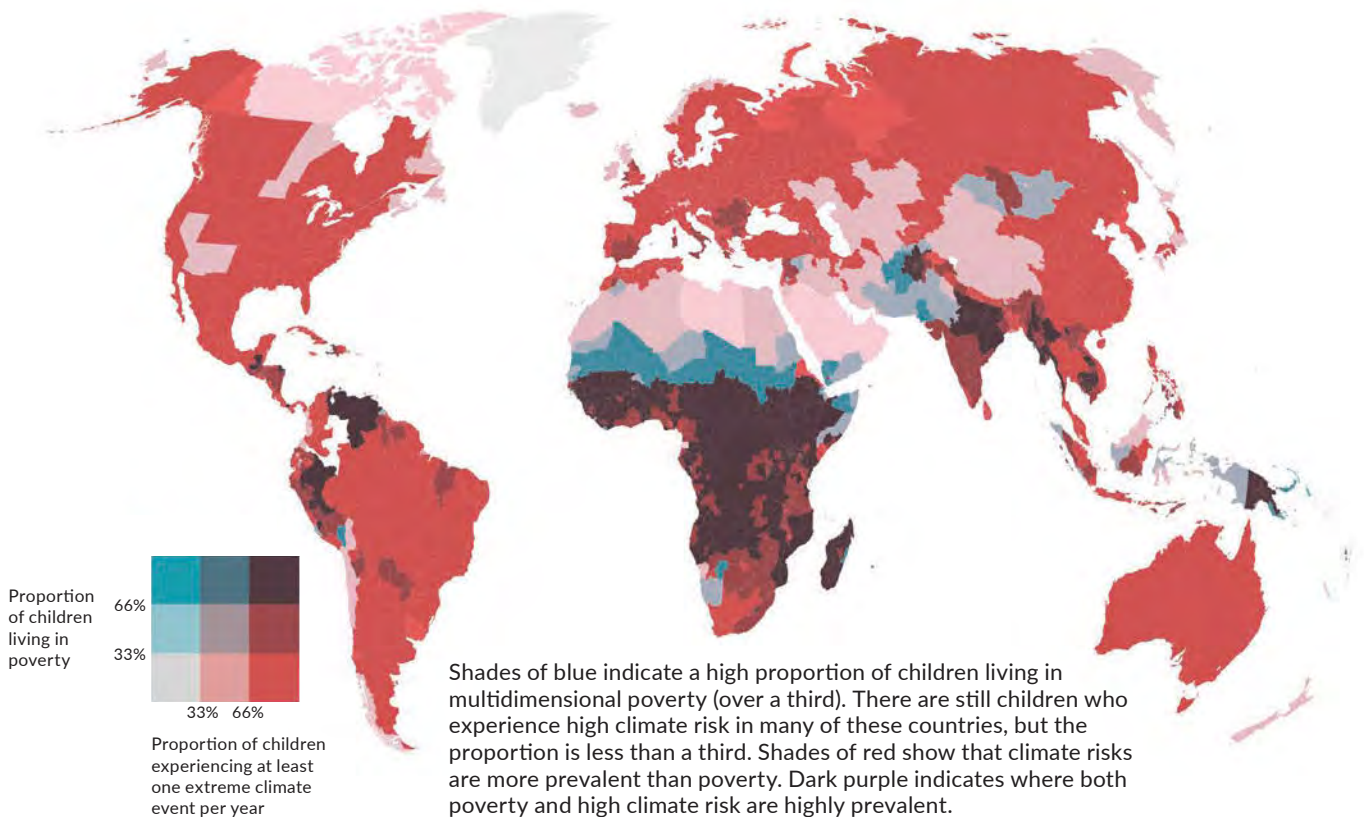 Proportion
of children
living in
poverty
66%
33%
33% 66%
Proportion of children
experiencing at least
one extreme climate
event per year
Shades of blue indicate a high proportion of children living in
multidimensional poverty (over a third). There are still children who
experience high climate risk in many of these countries, but the
proportion is less than a third. Shades of red show that climate risks
are more prevalent than poverty. Dark purple indicates where both
poverty and high climate risk are highly prevalent.